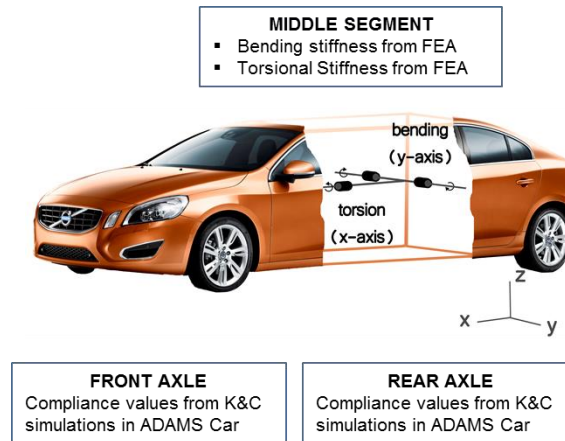 MIDDLE SEGMENT
▪ Bending stiffness from FEA
▪ Torsional Stiffness from FEA
bending
(y-axis)
torsion
(x-axis)
z
x
y
FRONT AXLE
Compliance values from K&C
simulations in ADAMS Car
REAR AXLE
Compliance values from K&C
simulations in ADAMS Car